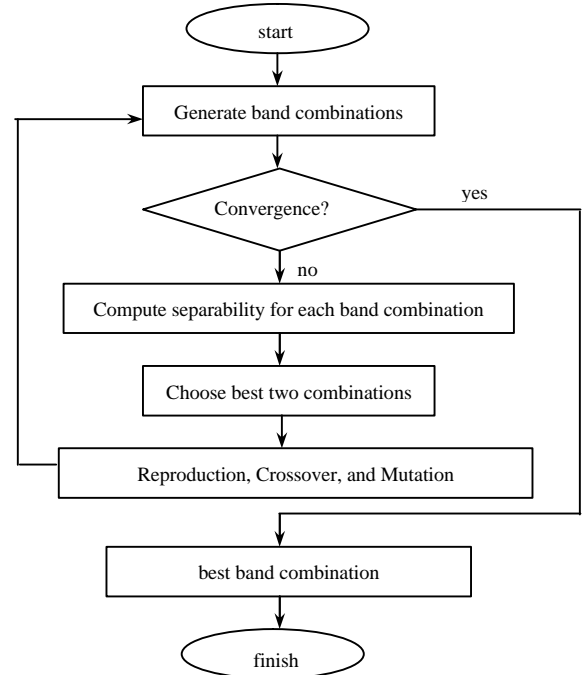 start
Generate band combinations
Convergence?
yes
no
Compute separability for each band combination
Choose best two combinations
Reproduction, Crossover, and Mutation
best band combination
finish